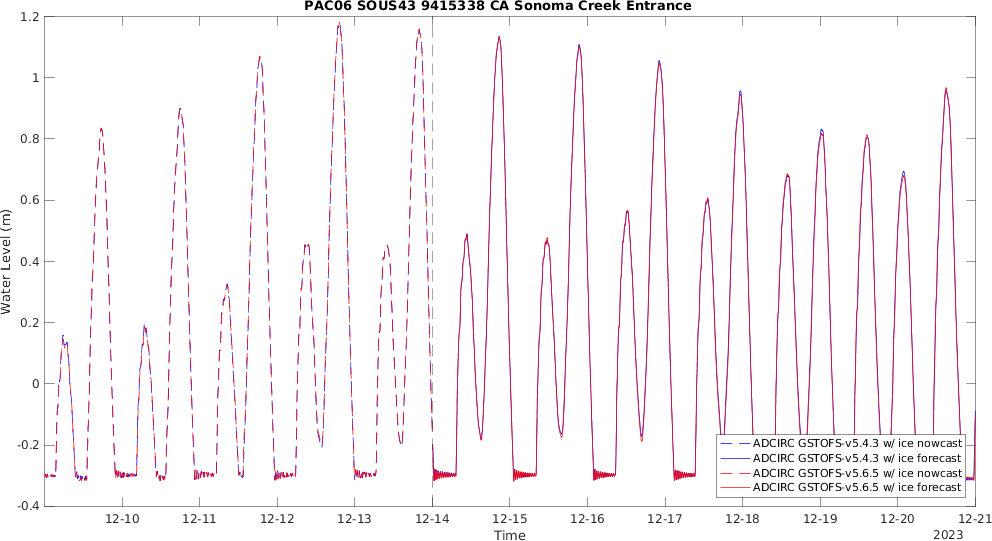 PAC06 SOUS43 9415338 CA Sonoma Creek Entrance
1.2
1
0.8
0.6
0.4
0.2
0
-0.2
-0.4
Water Level (m)
ADCIRC GSTOFS-v5.4.3 w/ ice nowcast
ADCIRC GSTOFS-v5.4.3 w/ ice forecast
ADCIRC GSTOFS-v5.6.5 w/ ice nowcast
ADCIRC GSTOFS-v5.6.5 w/ ice forecast
12-10 12-11 12-12 12-13 12-14 12-15 12-16 12-17 12-18 12-19 12-20 12-21
Time
2023